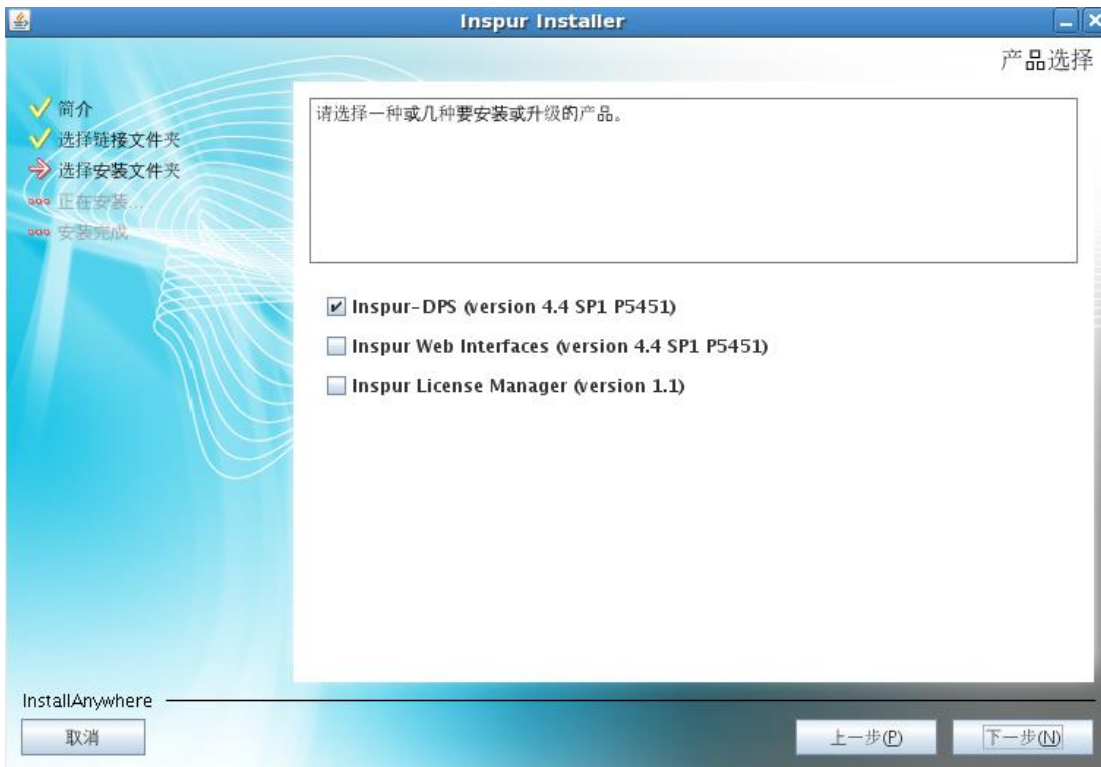 Inspur Installer
产品选择
简介
选择链接文件夹
选择安装文件夹
正在安装...
安装完成
请选择一种或几种要安装或升级的产品。
Inspur-DPS (version 4.4 SP1 P5451)
Inspur Web Interfaces (version 4.4 SP1 P5451)
Inspur License Manager (version 1.1)
InstallAnywhere
取消
上一步(P)
下一步(N)